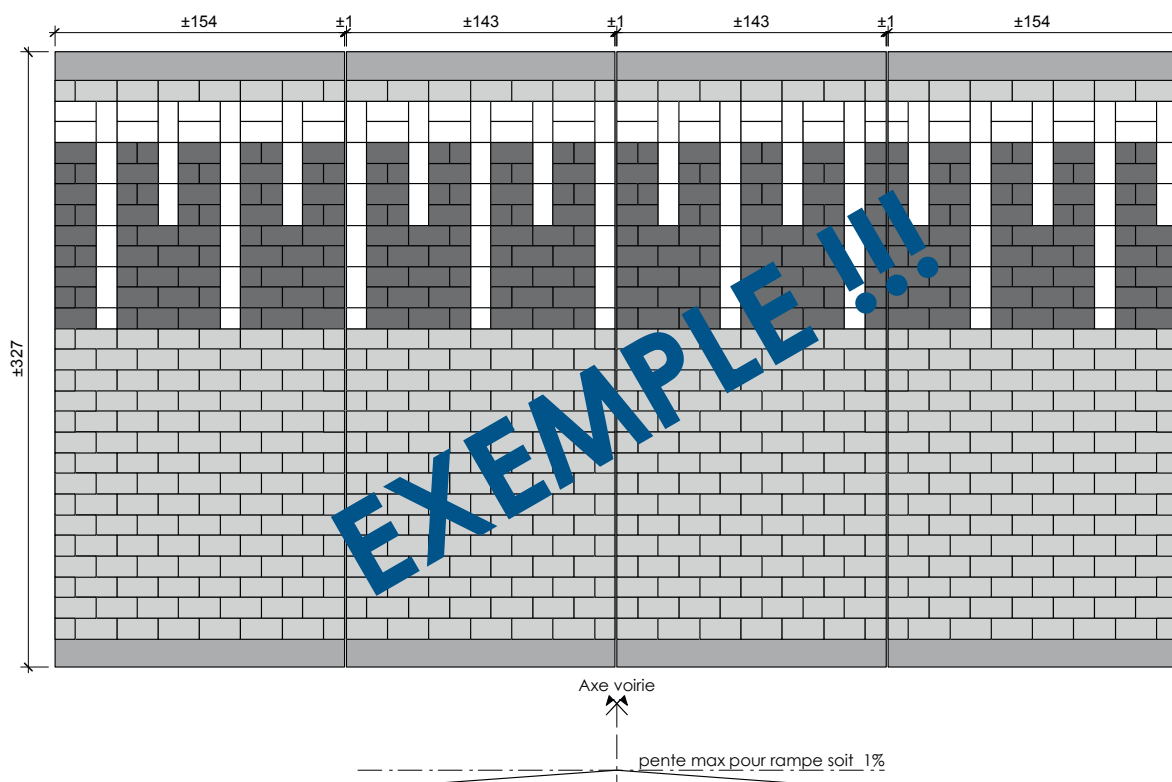 ±154 ±1 ±143 ±1 ±143 ±1 ±154
±327
EXEMPLE !!!
Axe voirie
pente max pour rampe soit 1%